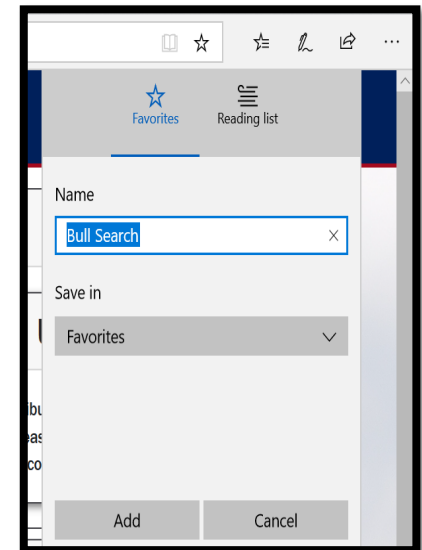 Favorites
Reading list
Name
Bull Search
Save in
Favorites
Add
Cancel